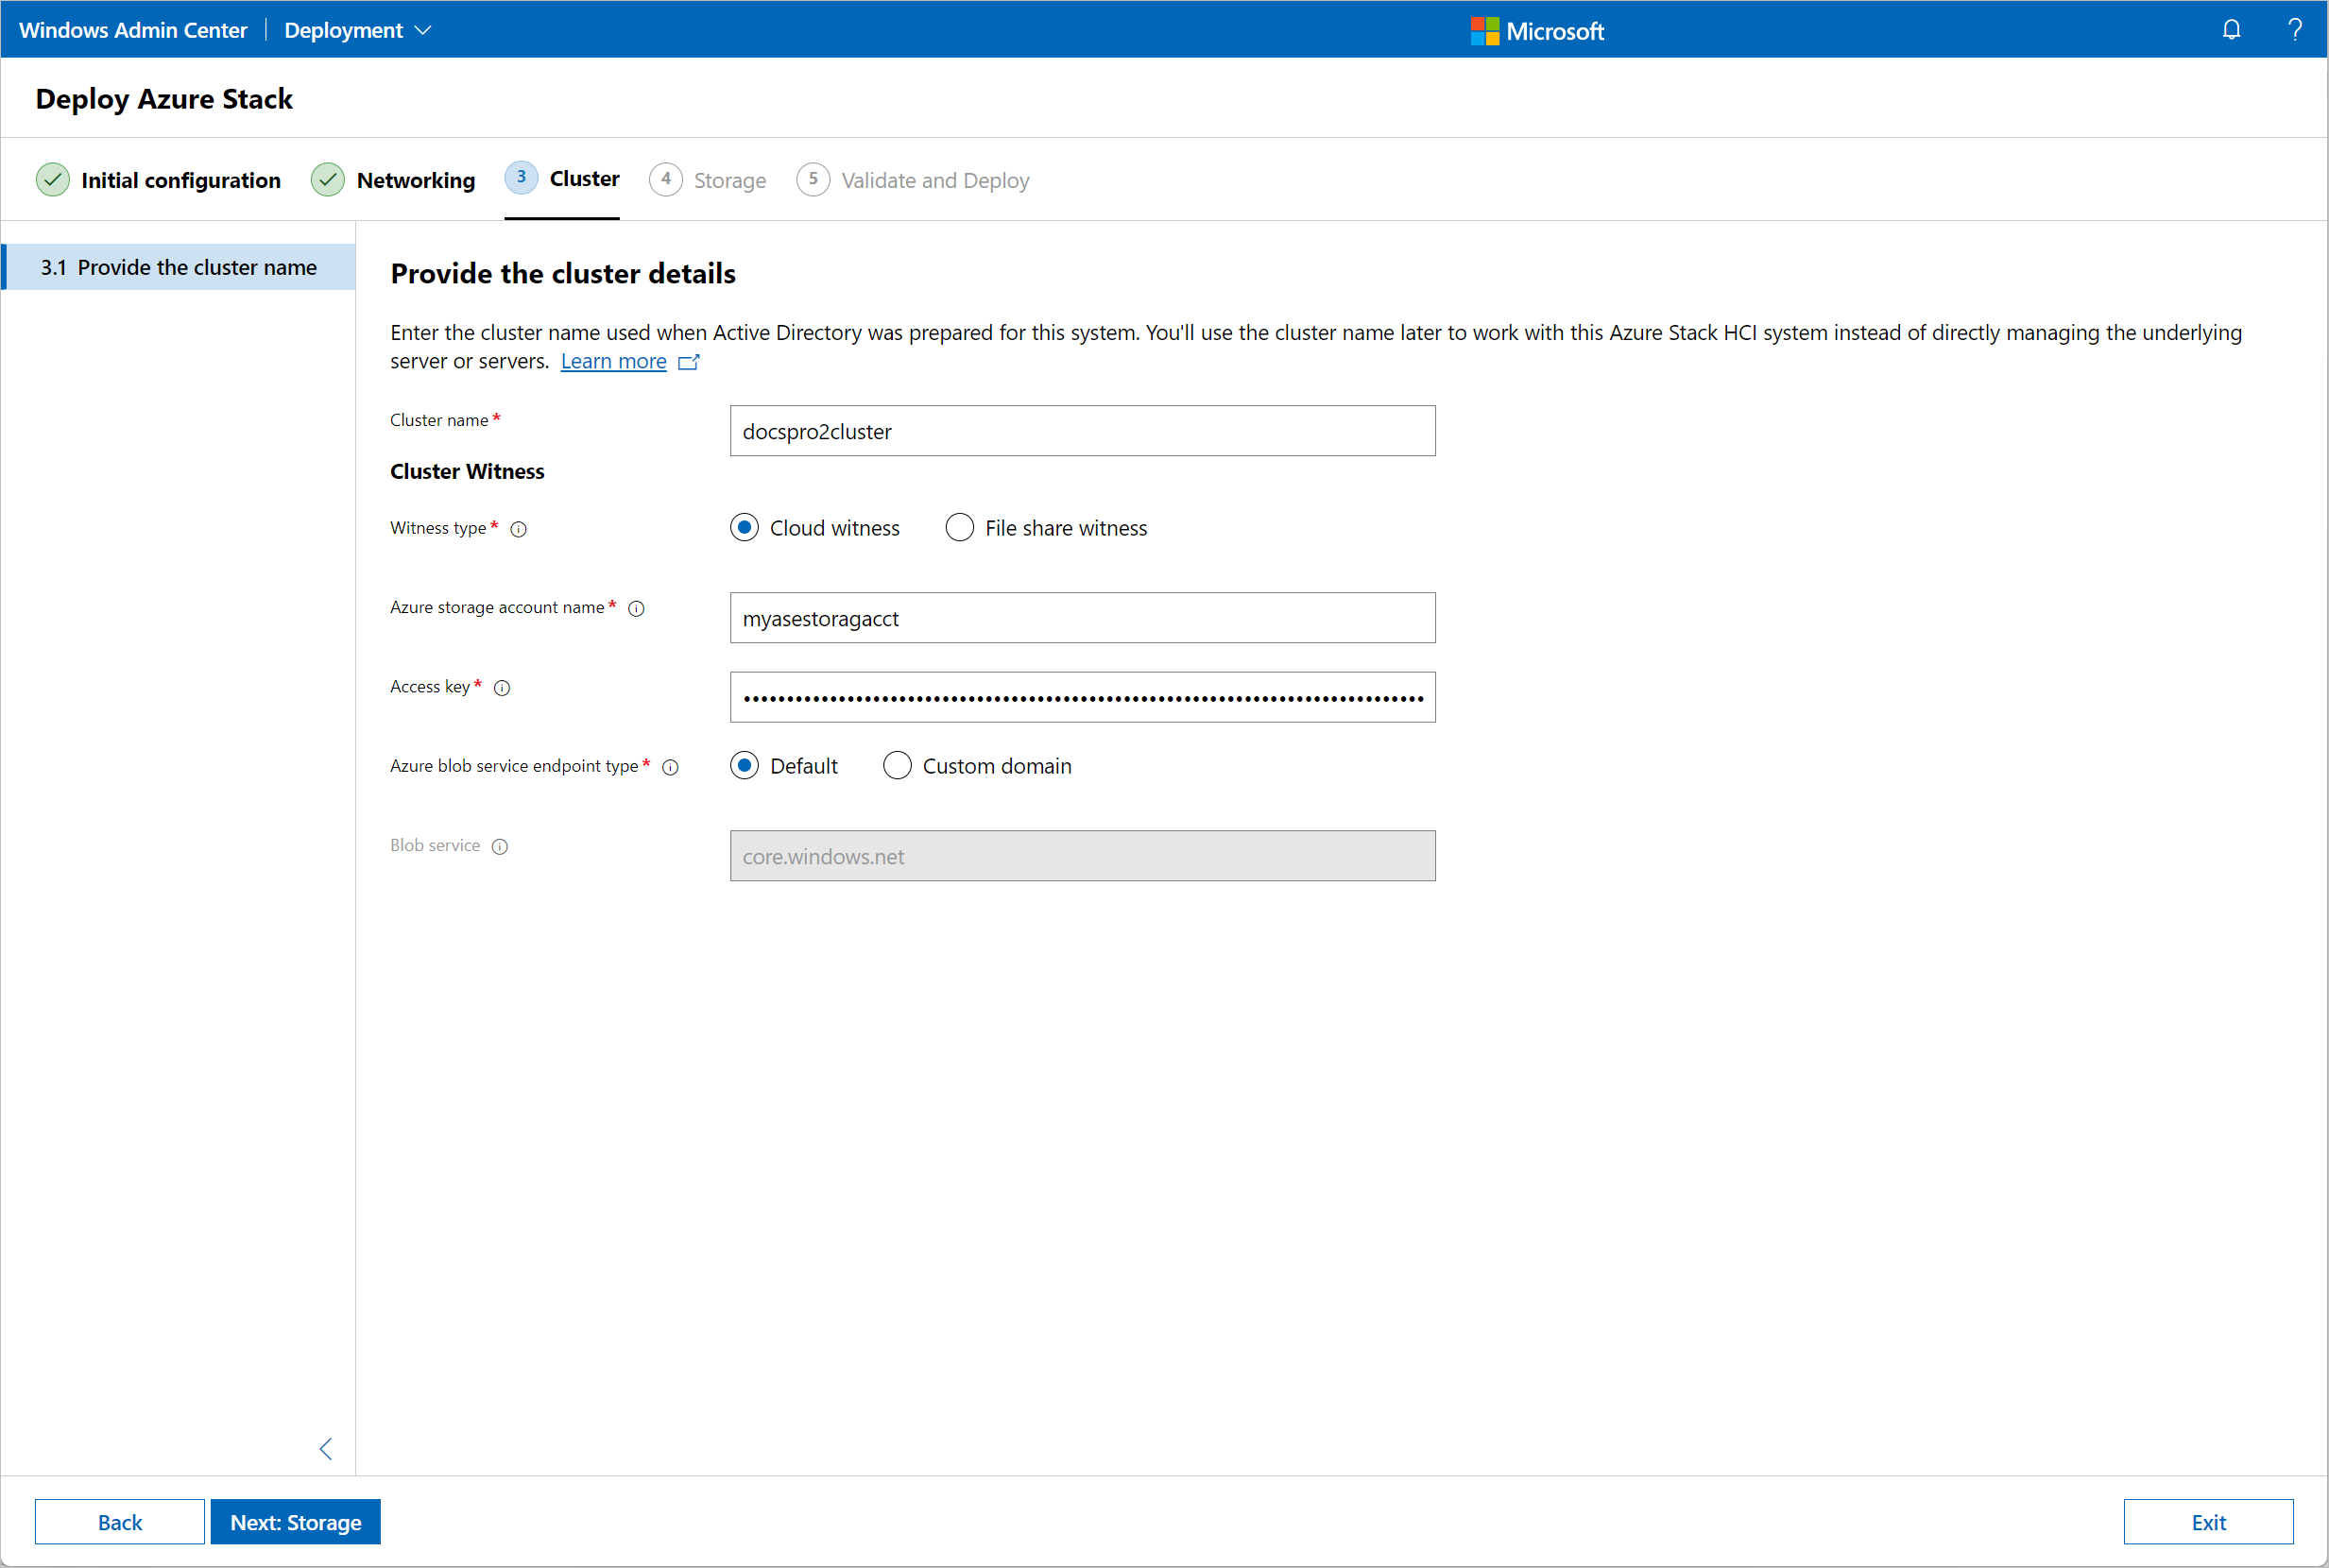 Windows Admin Center | Deployment
Microsoft
?
Deploy Azure Stack
Initial configuration
Networking
3 Cluster
4 Storage
5 Validate and Deploy
3.1 Provide the cluster name
Provide the cluster details
Enter the cluster name used when Active Directory was prepared for this system. You'll use the cluster name later to work with this Azure Stack HCI system instead of directly managing the underlying
server or servers. Learn more
Cluster name *
docspro2cluster
Cluster Witness
Witness type *
Cloud witness
File share witness
Azure storage account name *
myasestoragacct
Access key *
Azure blob service endpoint type *
Default
Custom domain
Blob service
core.windows.net
Back
Next: Storage
Exit